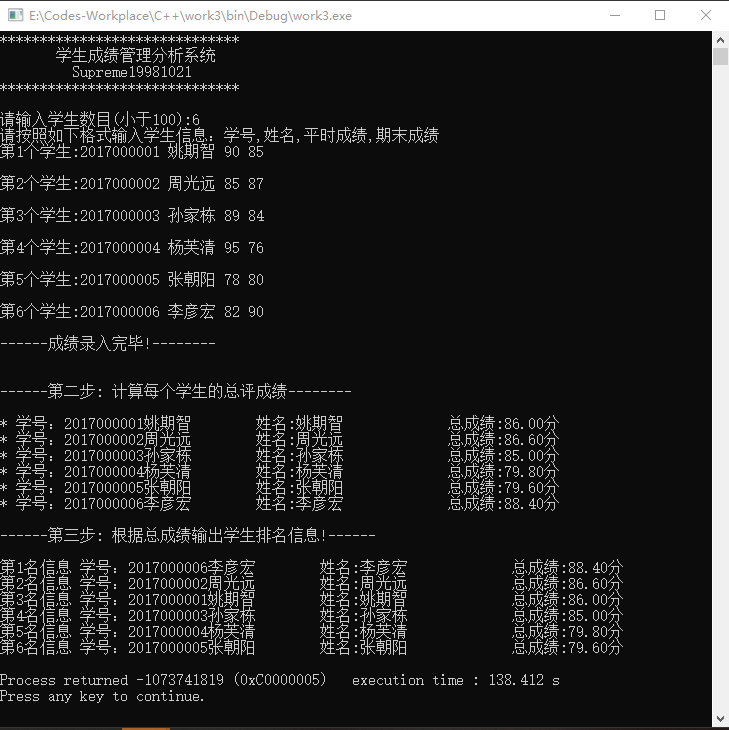 E:\Codes-Workplace\C++\work3\bin\Debug\work3.exe
******************************
学生成绩管理分析系统
Supreme19981021
******************************
请输入学生数目(小于100):6
请按照如下格式输入学生信息: 学号,姓名,平时成绩,期末成绩
第1个学生:2017000001 姚期智 90 85
第2个学生:2017000002 周光远 85 87
第3个学生:2017000003 孙家栋 89 84
第4个学生:2017000004 杨芙清 95 76
第5个学生:2017000005 张朝阳 78 80
第6个学生:2017000006 李彦宏 82 90
------成绩录入完毕!--------
------第二步: 计算每个学生的总评成绩--------
* 学号: 2017000001姚期智 姓名:姚期智 总成绩:86.00分
* 学号: 2017000002周光远 姓名:周光远 总成绩:86.60分
* 学号: 2017000003孙家栋 姓名:孙家栋 总成绩:85.00分
* 学号: 2017000004杨芙清 姓名:杨芙清 总成绩:79.80分
* 学号: 2017000005张朝阳 姓名:张朝阳 总成绩:79.60分
* 学号: 2017000006李彦宏 姓名:李彦宏 总成绩:88.40分
------第三步: 根据总成绩输出学生排名信息!------
第1名信息 学号: 2017000006李彦宏 姓名:李彦宏 总成绩:88.40分
第2名信息 学号: 2017000002周光远 姓名:周光远 总成绩:86.60分
第3名信息 学号: 2017000001姚期智 姓名:姚期智 总成绩:86.00分
第4名信息 学号: 2017000003孙家栋 姓名:孙家栋 总成绩:85.00分
第5名信息 学号: 2017000004杨芙清 姓名:杨芙清 总成绩:79.80分
第6名信息 学号: 2017000005张朝阳 姓名:张朝阳 总成绩:79.60分
Process returned -1073741819 (0xC0000005) execution time : 138.412 s
Press any key to continue.